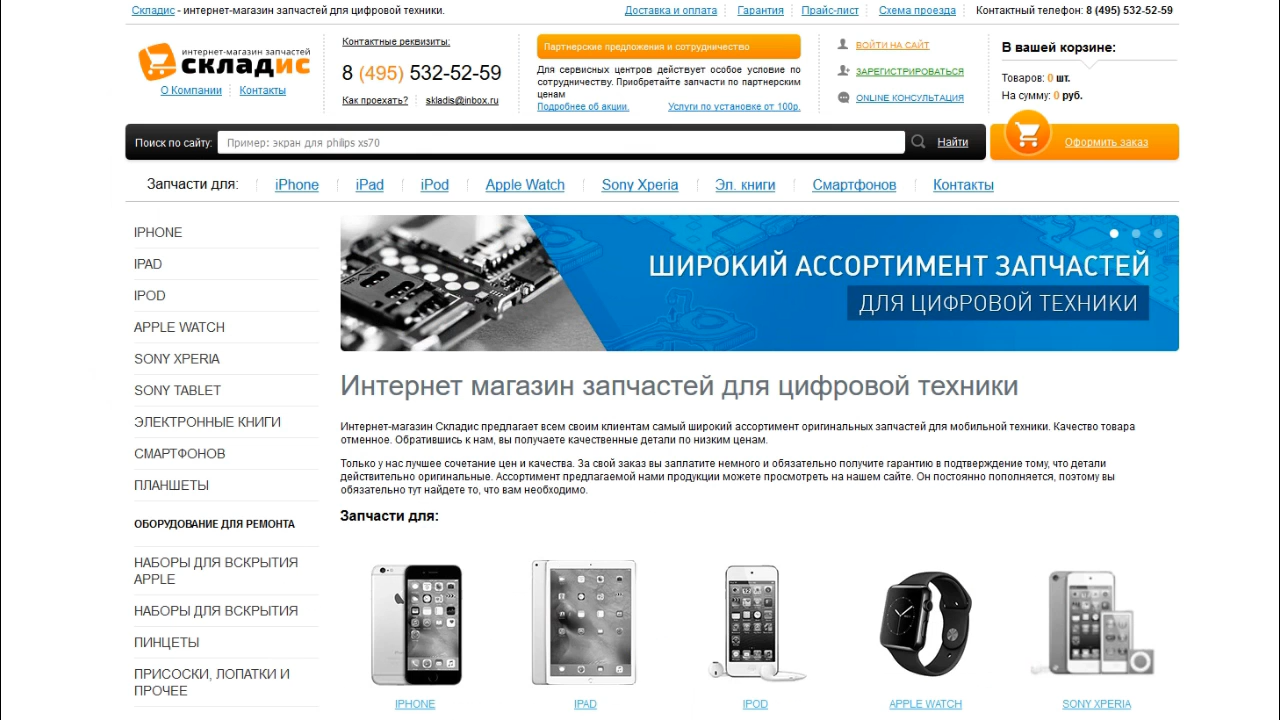 Складис - интернет-магазин запчастей для цифровой техники.
Доставка и оплата
Гарантия
Прайс-лист
Схема проезда
Контактный телефон: 8 (495) 532-52-59
интернет-магазин запчастей
складис
О Компании
Контакты
Контактные реквизиты:
8 (495) 532-52-59
Как проехать?
skladis@inbox.ru
Партнерские предложения и сотрудничество
Для сервисных центров действует особое условие по
сотрудничеству. Приобретайте запчасти по партнерским
ценам
Подробнее об акции.
Услуги по установке от 100р.
ВОЙТИ НА САЙТ
ЗАРЕГИСТРИРОВАТЬСЯ
ONLINE КОНСУЛЬТАЦИЯ
В вашей корзине:
Товаров: 0 шт.
На сумму: 0 руб.
Поиск по сайту:
Пример: экран для philips xs70
Найти
Оформить заказ
Запчасти для:
iPhone
iPad
iPod
Apple Watch
Sony Xperia
Эл. книги
Смартфонов
Контакты
IPHONE
IPAD
IPOD
APPLE WATCH
SONY XPERIA
SONY TABLET
ЭЛЕКТРОННЫЕ КНИГИ
СМАРТФОНОВ
ПЛАНШЕТЫ
ОБОРУДОВАНИЕ ДЛЯ РЕМОНТА
НАБОРЫ ДЛЯ ВСКРЫТИЯ
APPLE
НАБОРЫ ДЛЯ ВСКРЫТИЯ
ПИНЦЕТЫ
ПРИСОСКИ, ЛОПАТКИ И
ПРОЧЕЕ
ШИРОКИЙ АССОРТИМЕНТ ЗАПЧАСТЕЙ
ДЛЯ ЦИФРОВОЙ ТЕХНИКИ
Интернет магазин запчастей для цифровой техники
Интернет-магазин Складис предлагает всем своим клиентам самый широкий ассортимент оригинальных запчастей для мобильной техники. Качество товара
отменное. Обратившись к нам, вы получаете качественные детали по низким ценам.
Только у нас лучшее сочетание цен и качества. За свой заказ вы заплатите немного и обязательно получите гарантию в подтверждение тому, что детали
действительно оригинальные. Ассортимент предлагаемой нами продукции можете просмотреть на нашем сайте. Он постоянно пополняется, поэтому вы
обязательно тут найдете то, что вам необходимо.
Запчасти для:
IPHONE
IPAD
IPOD
APPLE WATCH
SONY XPERIA